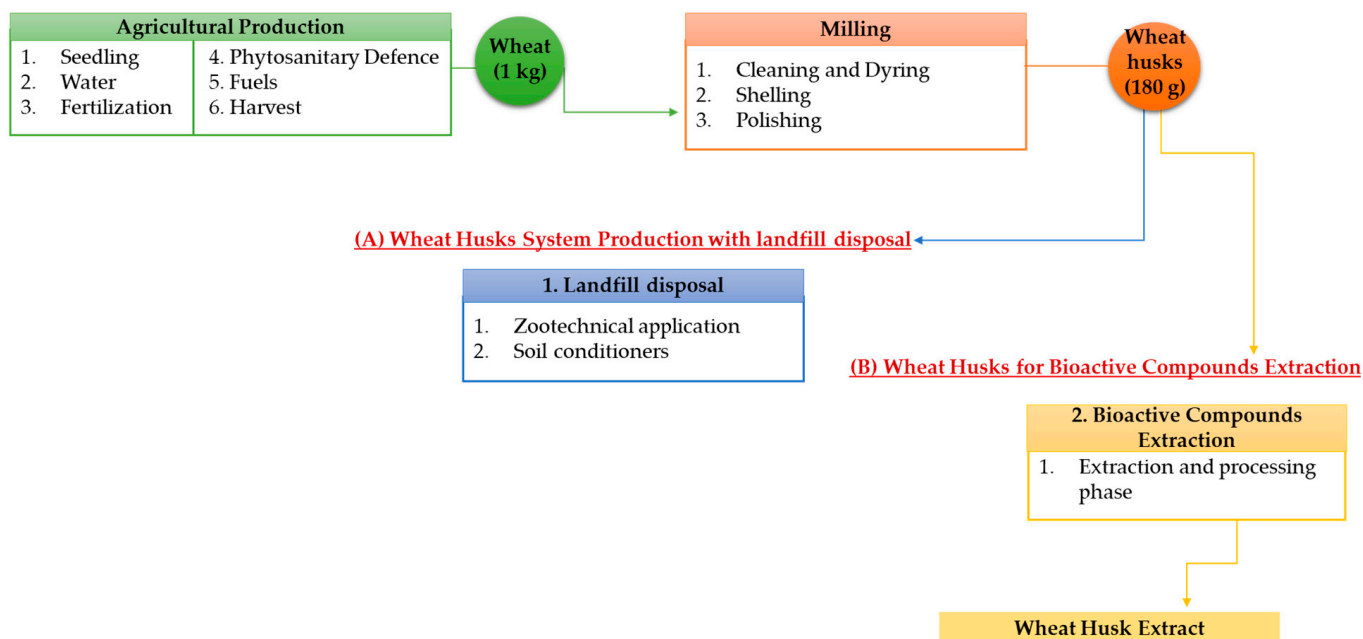 Agricultural Production
1. Seedling
2. Water
3. Fertilization
4. Phytosanitary Defence
5. Fuels
6. Harvest
Wheat
(1 kg)
Milling
1. Cleaning and Dyring
2. Shelling
3. Polishing
Wheat
husks
(180 g)
(A) Wheat Husks System Production with landfill disposal
1. Landfill disposal
1. Zootechnical application
2. Soil conditioners
(B) Wheat Husks for Bioactive Compounds Extraction
2. Bioactive Compounds
Extraction
1. Extraction and processing
phase
Wheat Husk Extract